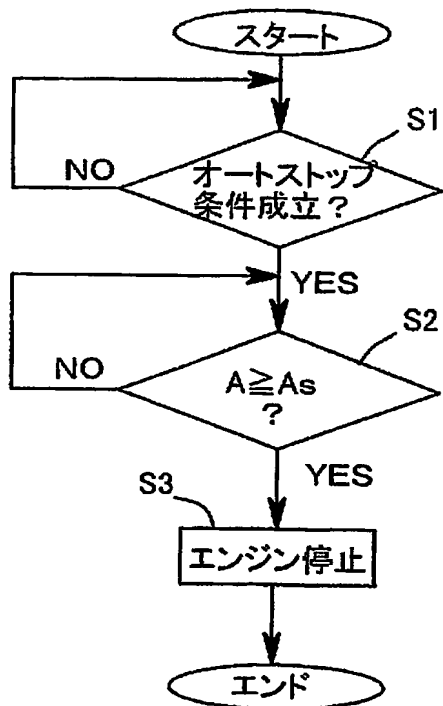 スタート
S1
NO
オートストップ
条件成立？
YES
S2
NO
A≧As
？
YES
S3
エンジン停止
エンド